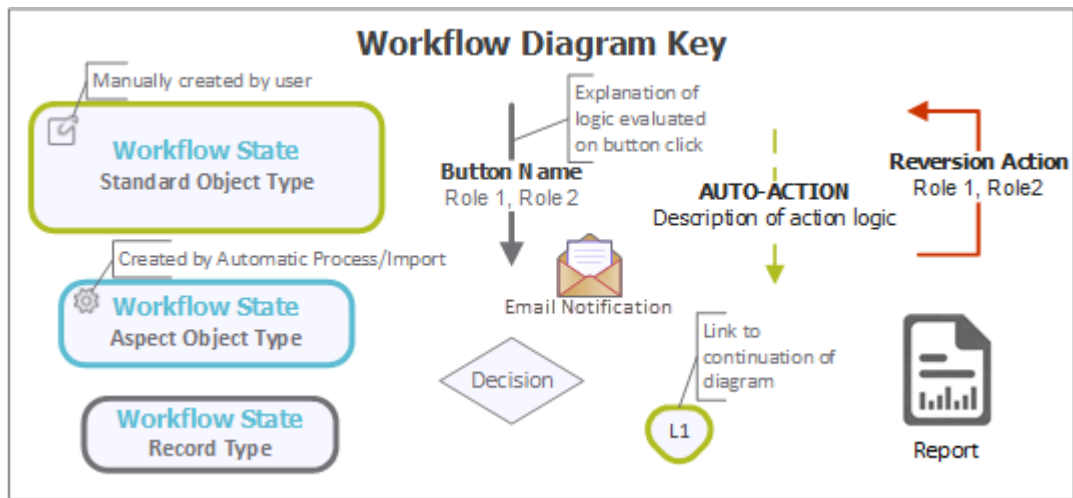 Workflow Diagram Key
Manually created by user
Workflow State
Standard Object Type
Created by Automatic Process/Import
Workflow State
Aspect Object Type
Workflow State
Record Type
Explanation of
logic evaluated
on button click
Button Name
Role 1, Role 2
Email Notification
Decision
AUTO-ACTION
Description of action logic
Link to
continuation of
diagram
L1
Reversion Action
Role 1, Role2
Report